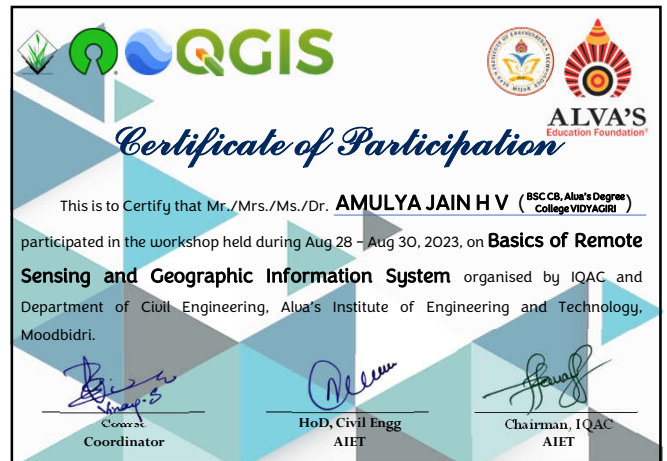 QGIS
ALVA'S
Education Foundation®
Certificate of Participation
This is to Certify that Mr./Mrs./Ms./Dr. AMULYA JAIN H V (BSC CB, Alva's Degree
College VIDYAGIRI)
participated in the workshop held during Aug 28 – Aug 30, 2023, on Basics of Remote
Sensing and Geographic Information System organised by IQAC and
Department of Civil Engineering, Alva's Institute of Engineering and Technology,
Moodbidri.
Vinay.S
Course HoD, Civil Engg Chairman, IQAC
Coordinator AIET AIET